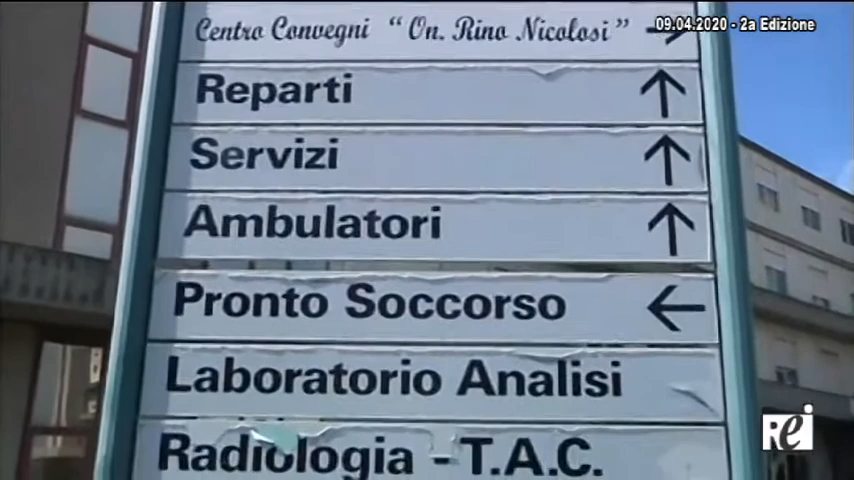 Centro Convegni “On. Rino Nicolosi”
09.04.2020 - 2a Edizione
Reparti
Servizi
Ambulatori
Pronto Soccorso
Laboratorio Analisi
Radiologia - T.A.C.
Rei